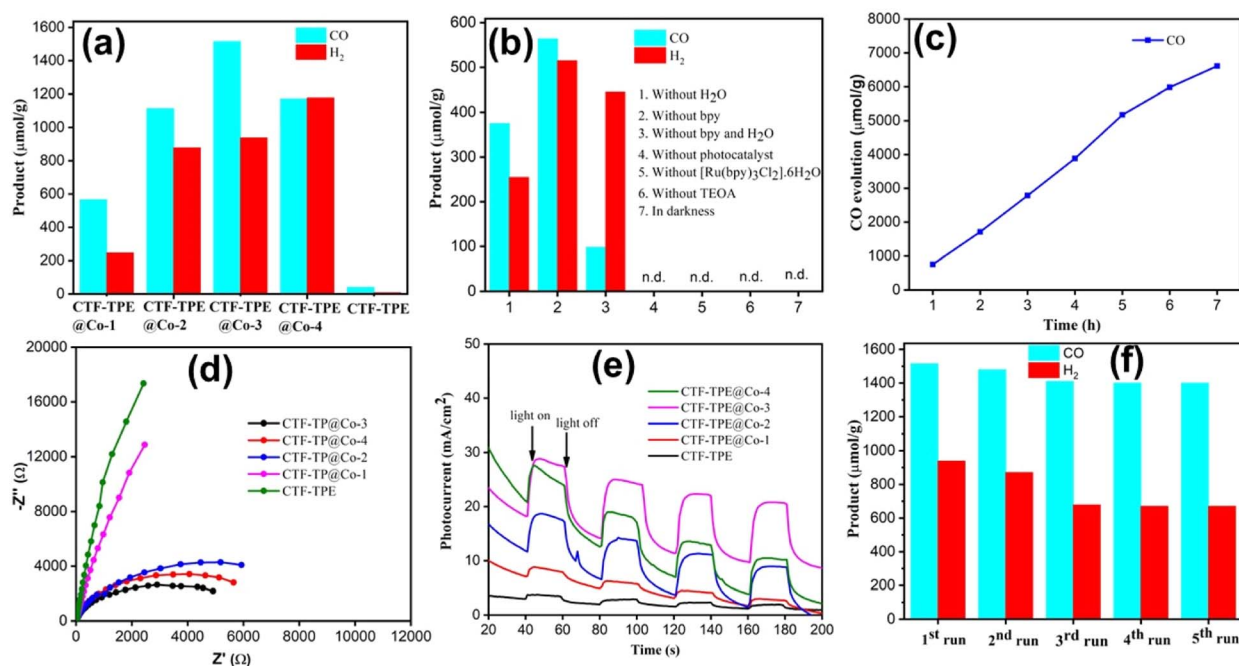 (a)
CO
H₂
Product (μmol/g)
1600
1400
1200
1000
800
600
400
200
0
CTF-TPE @Co-1
CTF-TPE @Co-2
CTF-TPE @Co-3
CTF-TPE @Co-4
CTF-TPE
(b)
CO
H₂
Product (μmol/g)
600
500
400
300
200
100
0
1. Without H₂O
2. Without bpy
3. Without bpy and H₂O
4. Without photocatalyst
5. Without [Ru(bpy)₃Cl₂].6H₂O
6. Without TEOA
7. In darkness
n.d. n.d. n.d. n.d.
1 2 3 4 5 6 7
(c)
CO
CO evolution (μmol/g)
8000
7000
6000
5000
4000
3000
2000
1000
0
1 2 3 4 5 6 7
Time (h)
(d)
-Z'' (Ω)
20000
16000
12000
8000
4000
0
CTF-TP@Co-3
CTF-TP@Co-4
CTF-TP@Co-2
CTF-TP@Co-1
CTF-TPE
0 2000 4000 6000 8000 10000 12000
Z' (Ω)
(e)
Photocurrent (mA/cm²)
50
40
30
20
10
0
light on
light off
CTF-TPE@Co-4
CTF-TPE@Co-3
CTF-TPE@Co-2
CTF-TPE@Co-1
CTF-TPE
20 40 60 80 100 120 140 160 180 200
Time (s)
(f)
CO
H₂
Product (μmol/g)
1600
1400
1200
1000
800
600
400
200
0
1st run
2nd run
3rd run
4th run
5th run